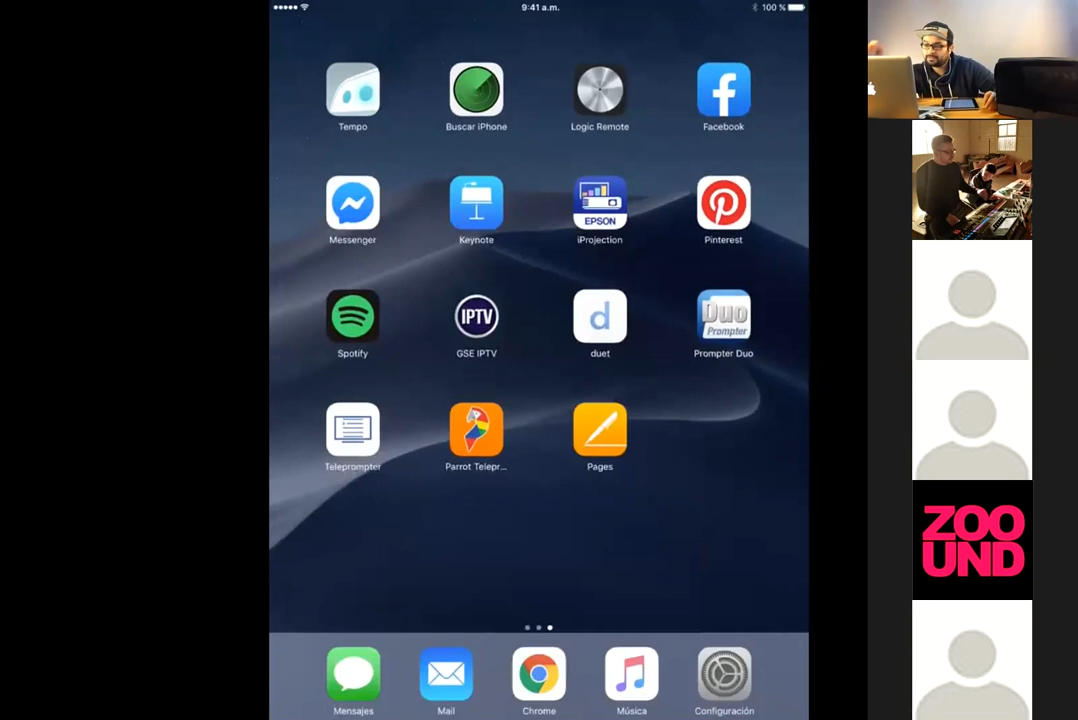 9:41 a.m.
100 %
Tempo
Buscar iPhone
Logic Remote
Facebook
EPSON
Messenger
Keynote
iProjection
Pinterest
IPTV
d
Duo
Prompter
Spotify
GSE IPTV
duet
Prompter Duo
Teleprompter
Parrot Telepr...
Pages
Mensajes
Mail
Chrome
Música
Configuración
ZOO
UND